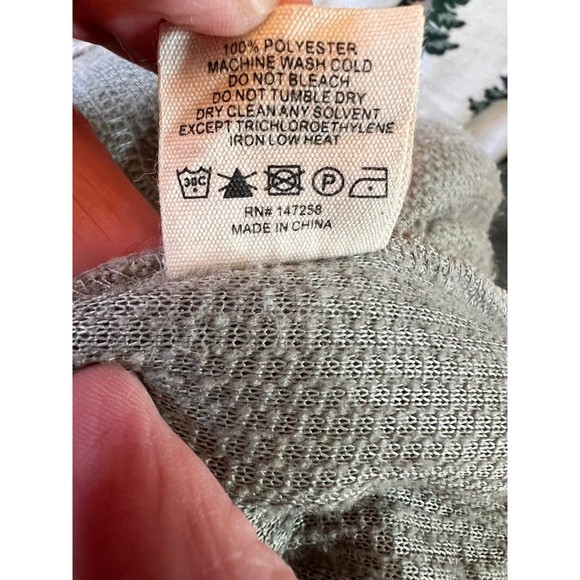 100% POLYESTER
MACHINE WASH COLD
DO NOT BLEACH
DO NOT TUMBLE DRY
DRY CLEAN ANY SOLVENT
EXCEPT TRICHLOROETHYLENE
IRON LOW HEAT
30C P
RN# 147258
MADE IN CHINA